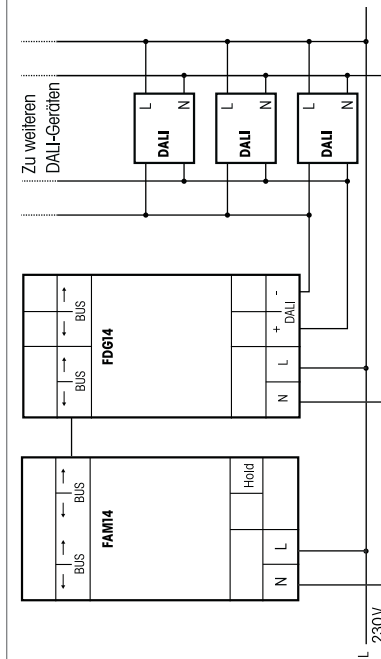 Zu weiteren
DALI-Geräten
L
N
DALI
L
N
DALI
L
N
DALI
BUS
BUS
FDG14
N
L
+
-
DALI
BUS
BUS
FAM14
Hold
N
L
L
230V